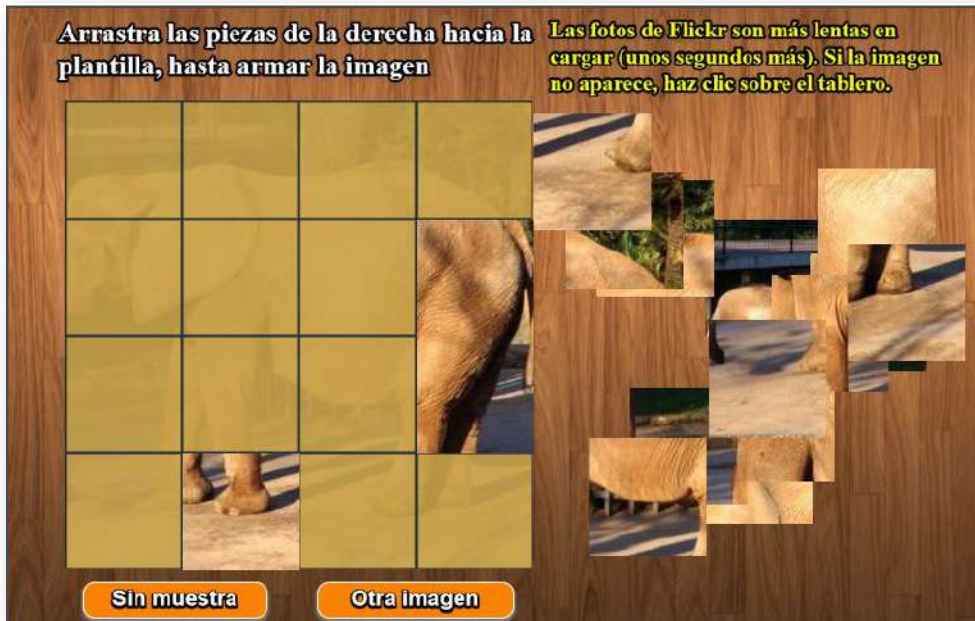 Arrastra las piezas de la derecha hacia la
plantilla, hasta armar la imagen
Las fotos de Flickr son más lentas en
cargar (unos segundos más). Si la imagen
no aparece, haz clic sobre el tablero.
Sin muestra
Otra imagen